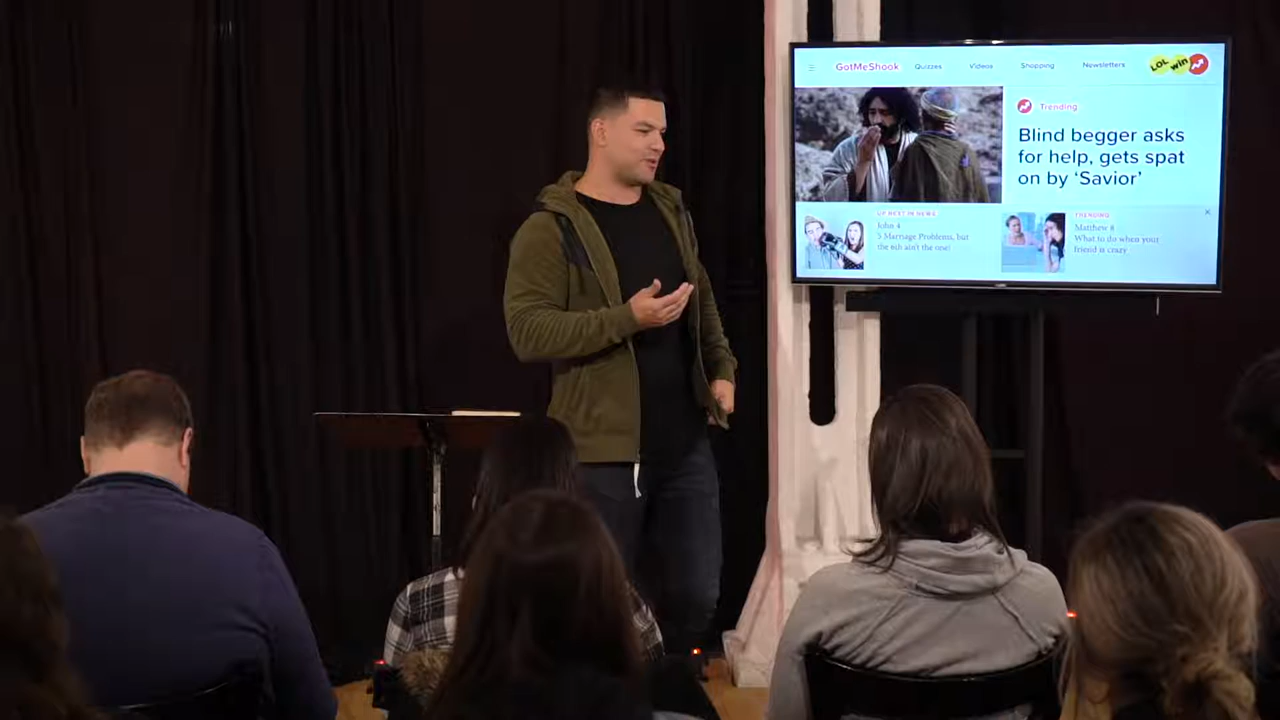 GotMeShook Quizzes Videos Shopping Newsletters LOL win
Trending
Blind begger asks
for help, gets spat
on by ‘Savior’
UP NEXT IN NEWS
John 4
5 Marriage Problems, but
the 6th ain't the one!
TRENDING
Matthew 8
What to do when your
friend is crazy